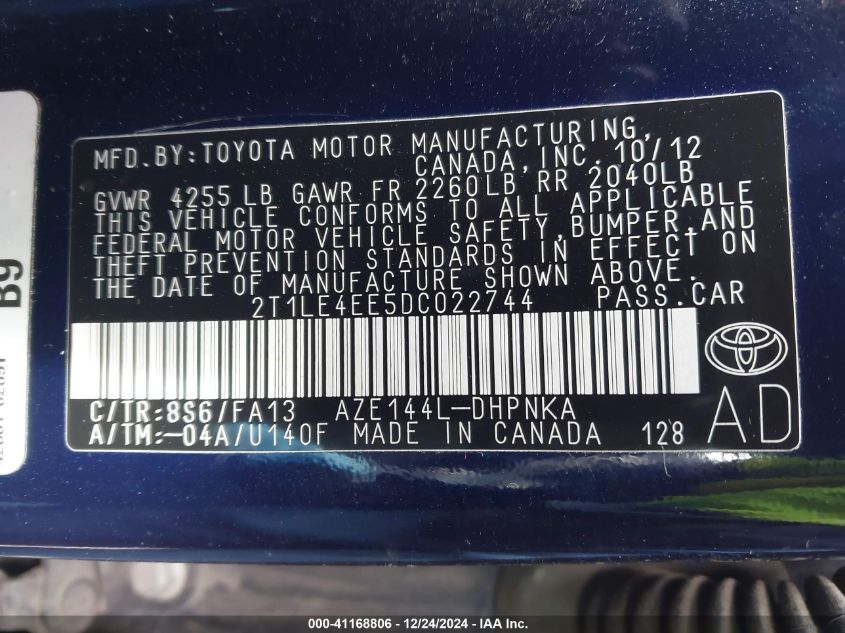 MFD.BY:TOYOTA MOTOR MANUFACTURING,
CANADA,INC. 10/12
GVWR 4255 LB GAWR FR 2260LB RR 2040LB
THIS VEHICLE CONFORMS TO ALL APPLICABLE
FEDERAL MOTOR VEHICLE SAFETY,BUMPER,AND
THEFT PREVENTION STANDARDS IN EFFECT ON
THE DATE OF MANUFACTURE SHOWN ABOVE.
2T1LE4EE5DC022744 PASS.CAR
C/TR:8S6/FA13 AZE144L-DHPNKA
A/TM:-04A/U140F MADE IN CANADA 128
AD
B9
000-41168806 - 12/24/2024 - Copyright © 2024 IAA, Inc.